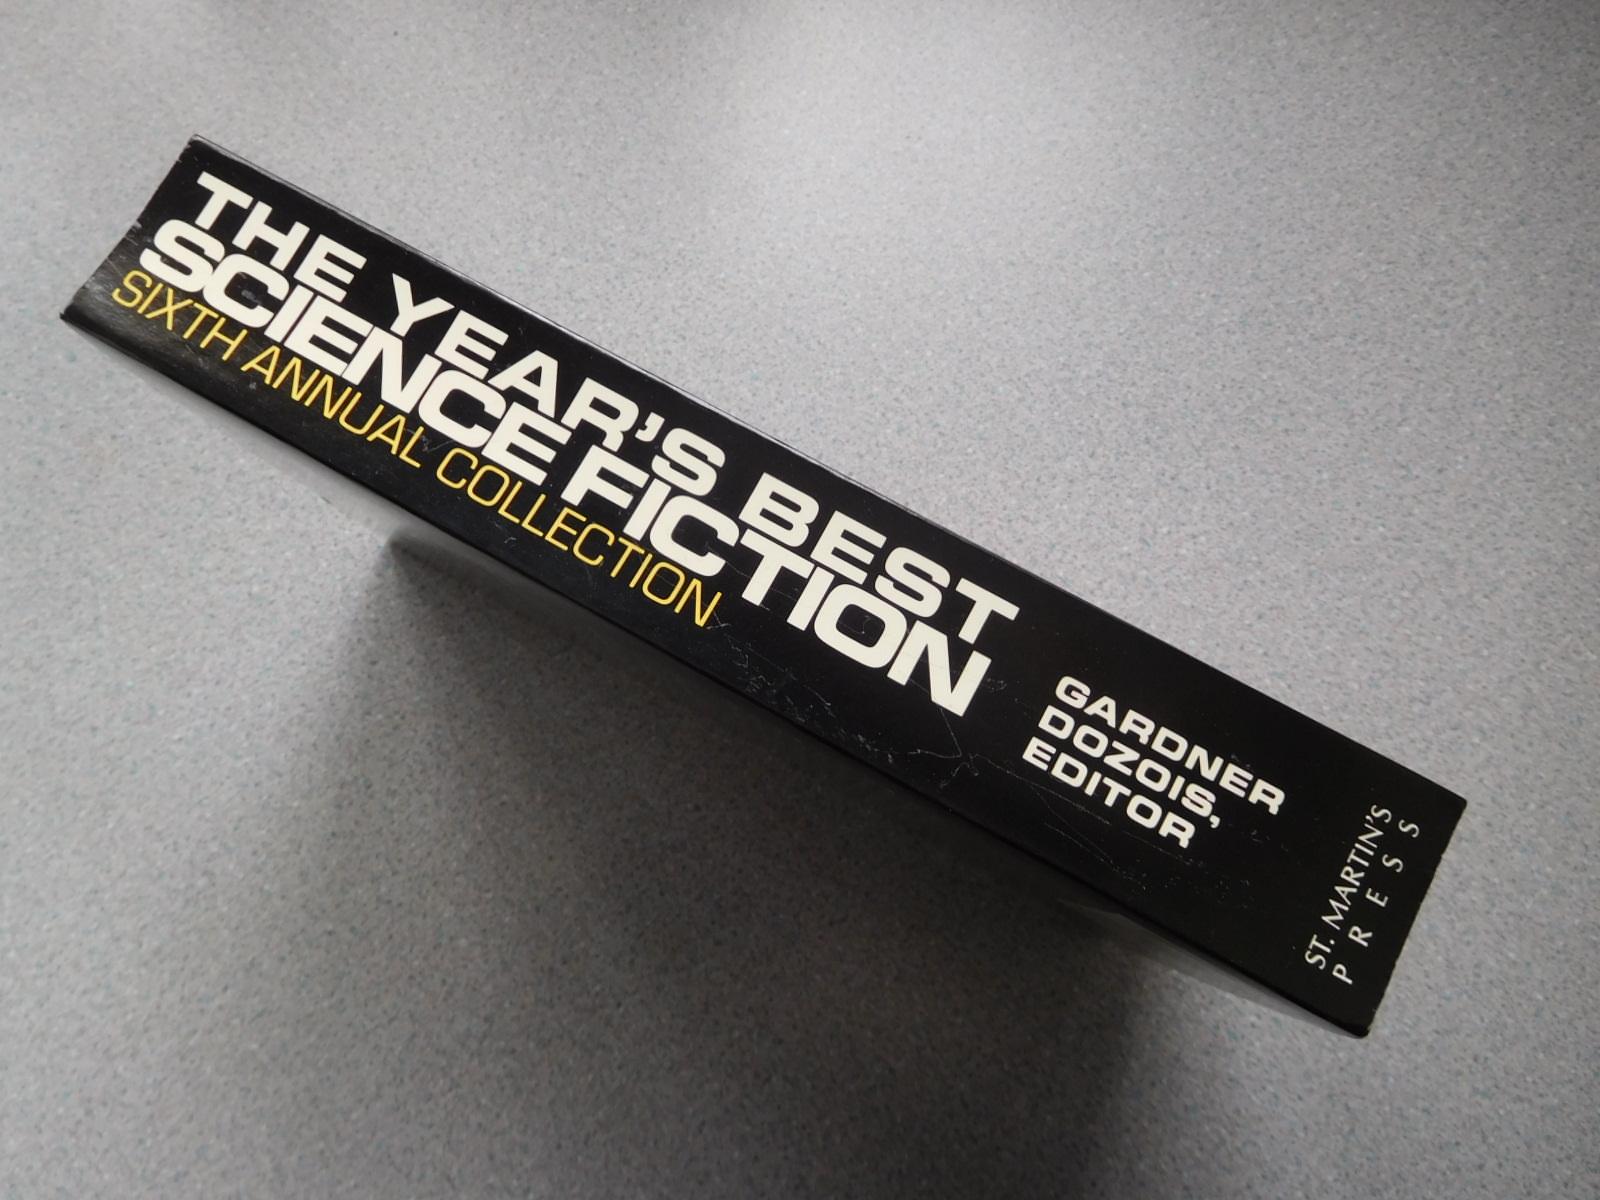 THE YEAR'S BEST
SCIENCE FICTION
SIXTH ANNUAL COLLECTION
GARDNER
DOZOIS,
EDITOR
ST. MARTIN'S
PRESS